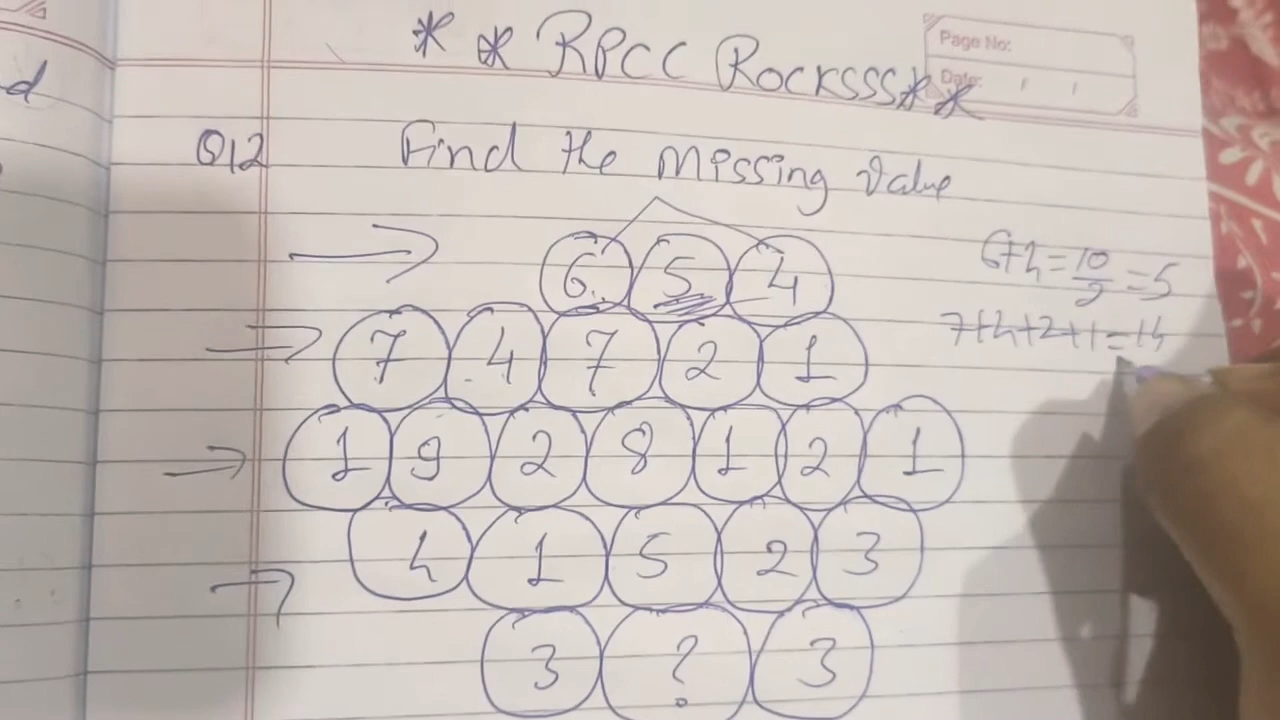 d
* * RPCC Rocksss * *
Page No:
Date:
Q12 Find the Missing Value
6 5 4
6+4=10/2=5
7 4 7 2 1
7+4+2+1=14
1 9 2 8 1 2 1
4 1 5 2 3
3 ? 3